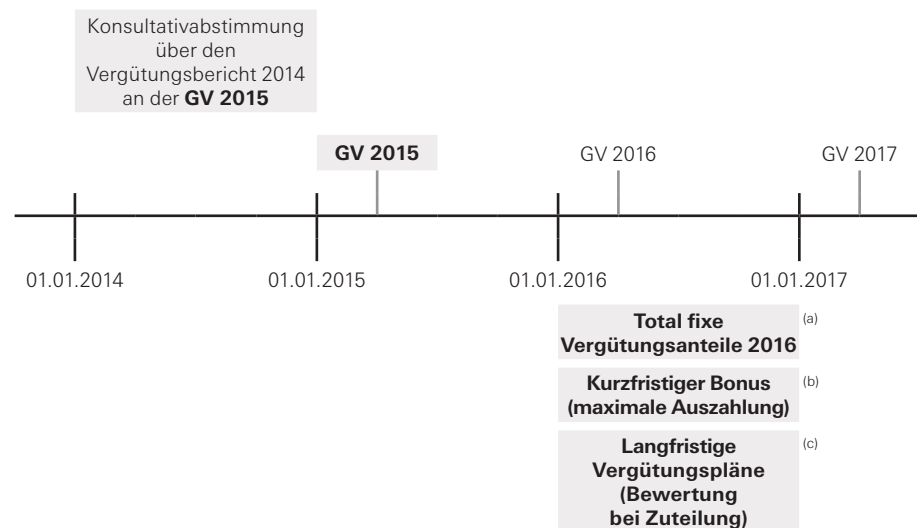 Konsultativabstimmung
über den
Vergütungsbericht 2014
an der GV 2015
GV 2015
GV 2016
GV 2017
01.01.2014
01.01.2015
01.01.2016
01.01.2017
Total fixe
Vergütungsanteile 2016
(a)
Kurzfristiger Bonus
(maximale Auszahlung)
(b)
Langfristige
Vergütungspläne
(Bewertung
bei Zuteilung)
(c)